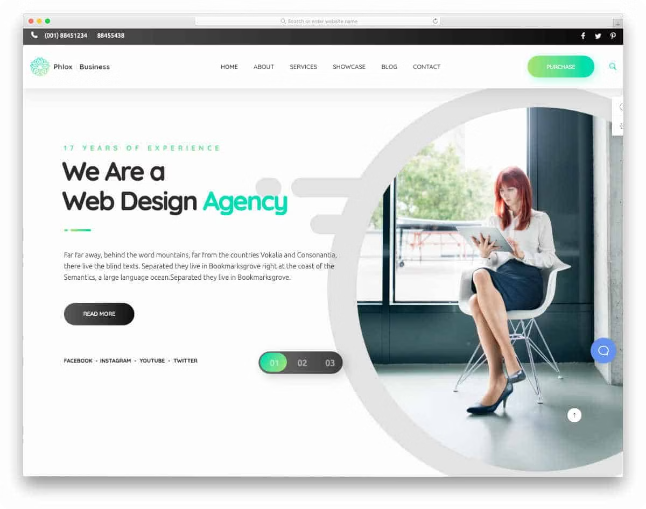 Search or enter website name
(001) 88451234 88455438
Phlox Business
HOME ABOUT SERVICES SHOWCASE BLOG CONTACT
PURCHASE
17 YEARS OF EXPERIENCE
We Are a
Web Design Agency
Far far away, behind the word mountains, far from the countries Vokalia and Consonantia,
there live the blind texts. Separated they live in Bookmarksgrove right at the coast of the
Semantics, a large language ocean.Separated they live in Bookmarksgrove.
READ MORE
FACEBOOK • INSTAGRAM • YOUTUBE • TWITTER
01 02 03